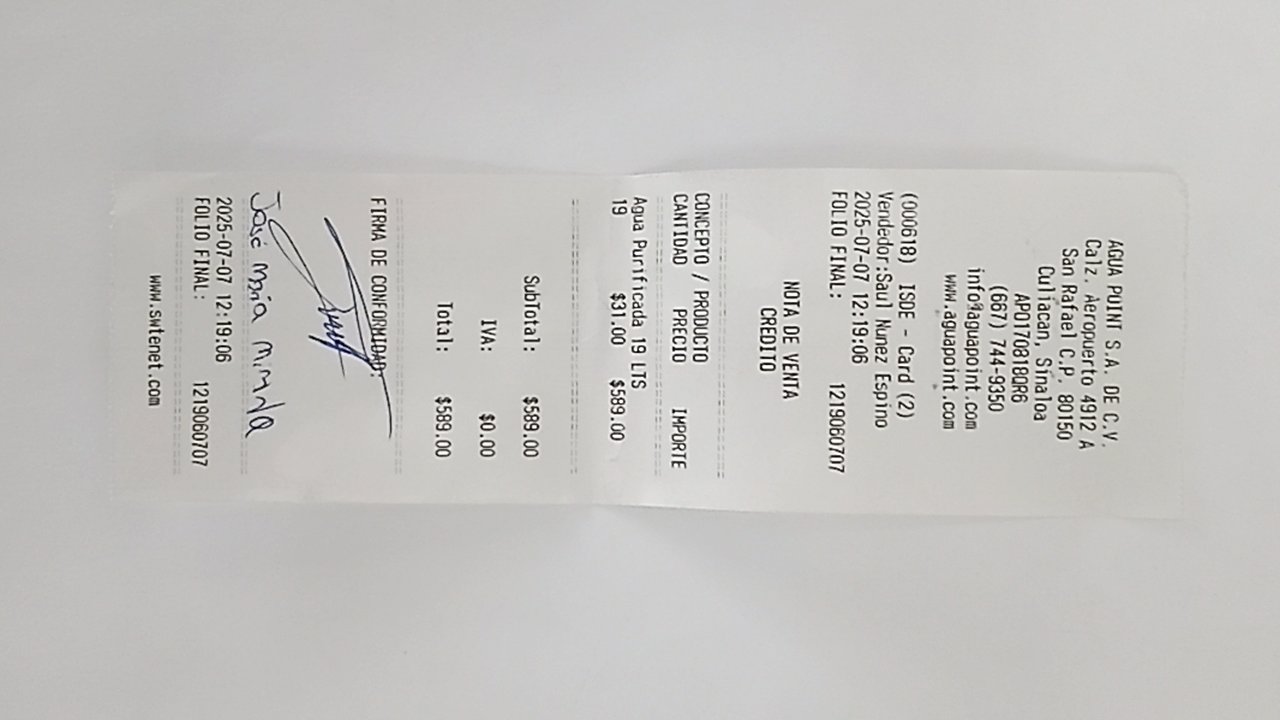 AGUA POINT S.A. DE C.V.
Calz. Aeropuerto 4912 A
San Rafael C.P. 80150
Culiacan, Sinaloa
APO170818QR6
(667) 744-9350
info@aguapoint.com
www.aguapoint.com
(000618) ISDE - Card (2)
Vendedor:Saul Nunez Espino
2025-07-07 12:19:06
FOLIO FINAL: 1219060707
NOTA DE VENTA
CREDITO
CONCEPTO / PRODUCTO
CANTIDAD PRECIO IMPORTE
Agua Purificada 19 LTS
19 $31.00 $589.00
SubTotal: $589.00
IVA: $0.00
Total: $589.00
FIRMA DE CONFORMIDAD:
José María
2025-07-07 12:19:06
FOLIO FINAL: 1219060707
www.swtenet.com